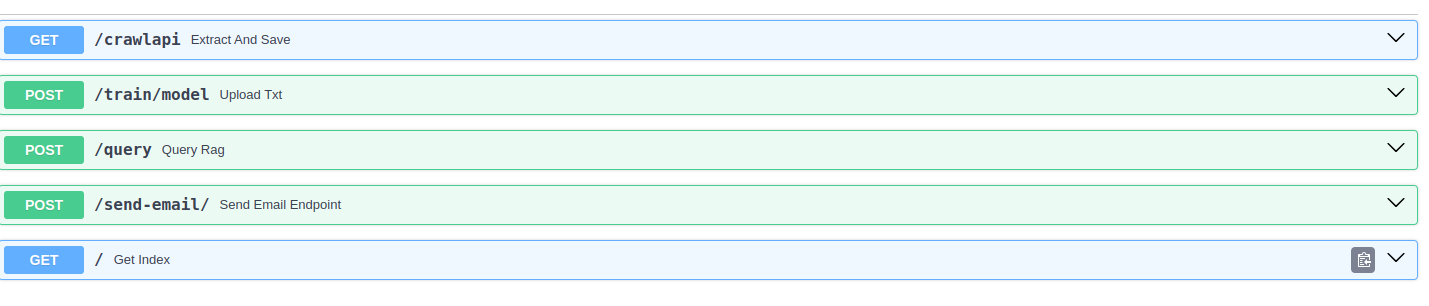 GET /crawlapi Extract And Save
POST /train/model Upload Txt
POST /query Query Rag
POST /send-email/ Send Email Endpoint
GET / Get Index